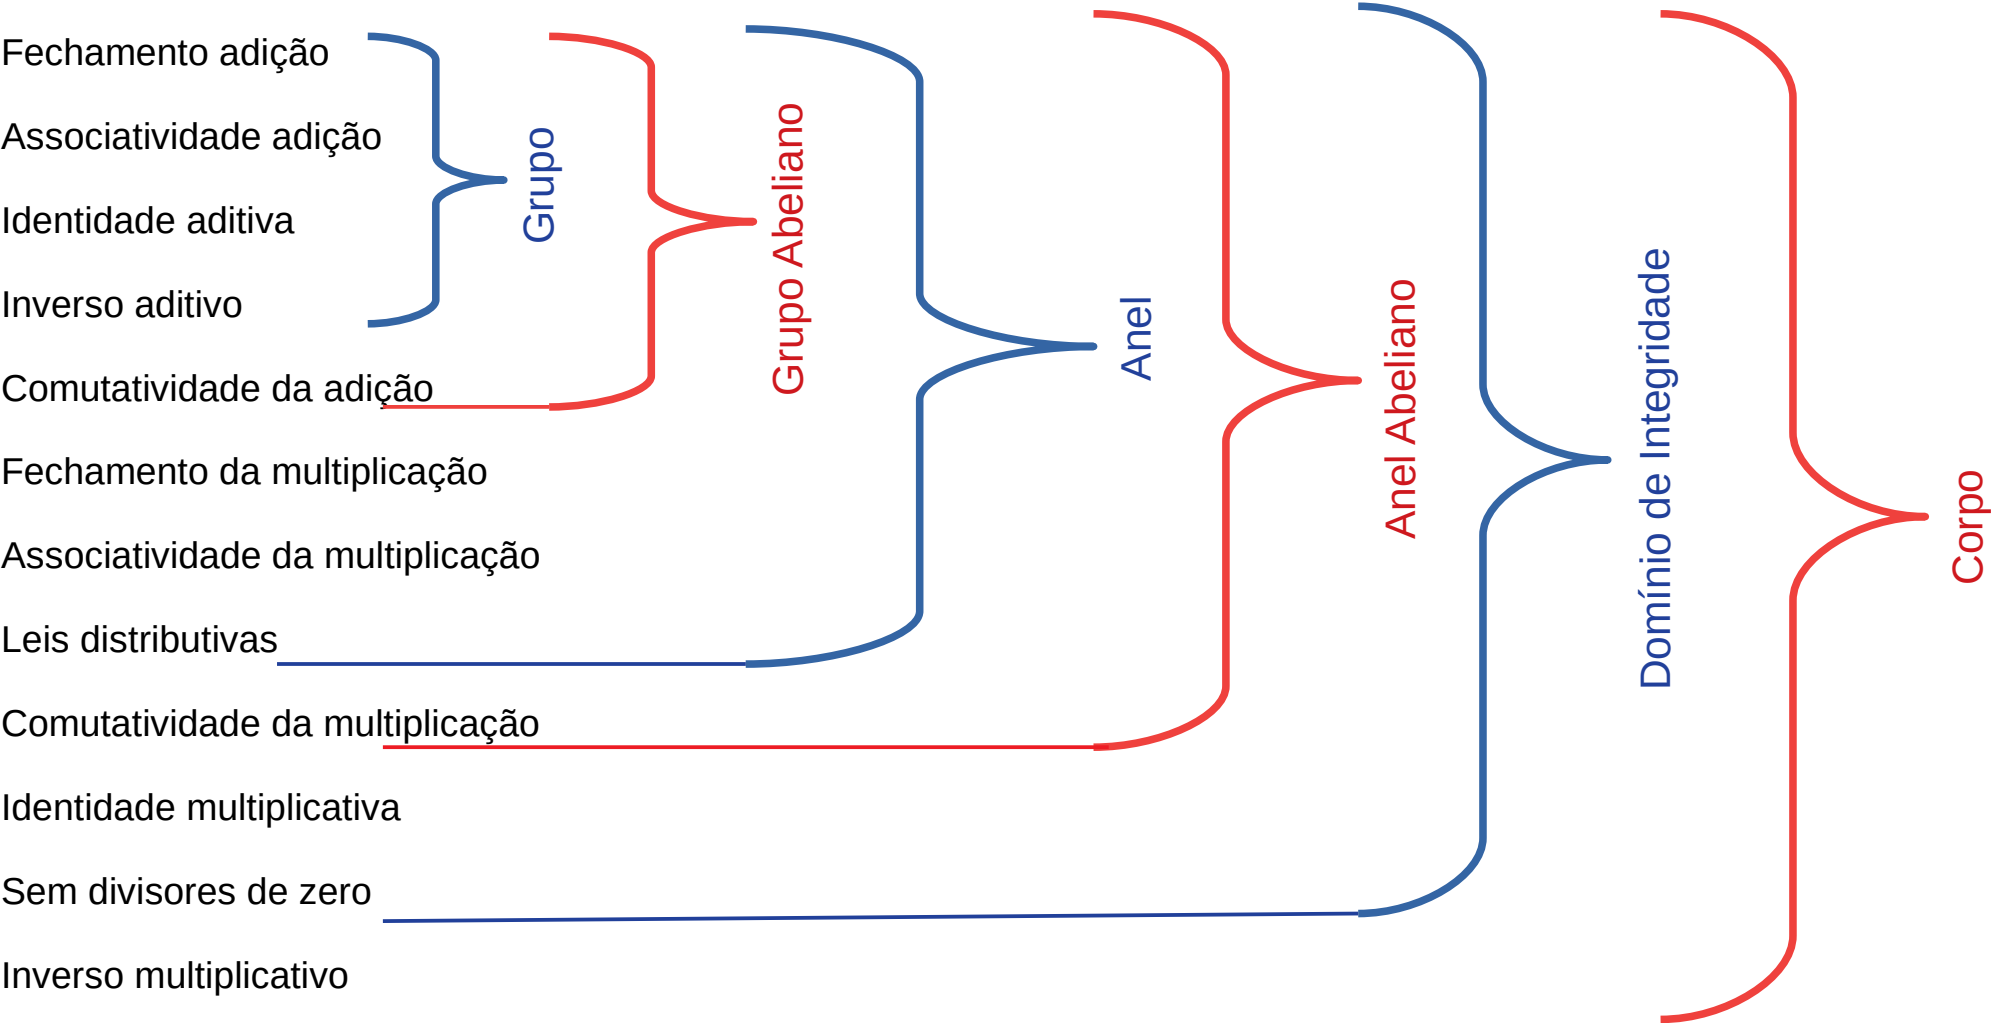 Fechamento adição
Associatividade adição
Identidade aditiva
Inverso aditivo
Comutatividade da adição
Fechamento da multiplicação
Associatividade da multiplicação
Leis distributivas
Comutatividade da multiplicação
Identidade multiplicativa
Sem divisores de zero
Inverso multiplicativo
Grupo
Grupo Abeliano
Anel
Anel Abeliano
Domínio de Integridade
Corpo